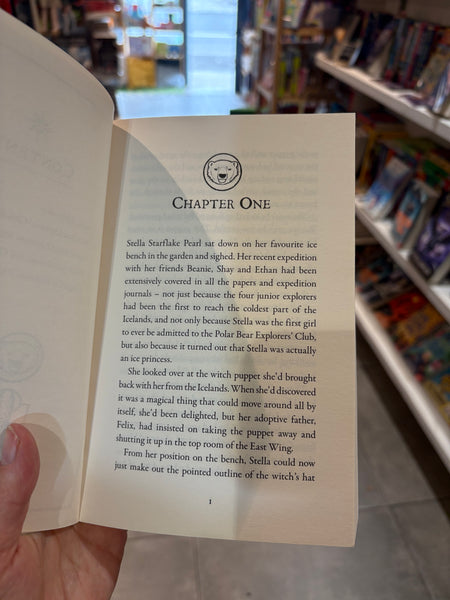 CHAPTER ONE
Stella Starflake Pearl sat down on her favourite ice
bench in the garden and sighed. Her recent expedition
with her friends Beanie, Shay and Ethan had been
extensively covered in all the papers and expedition
journals – not just because the four junior explorers
had been the first to reach the coldest part of the
Icelands, and not only because Stella was the first girl
to ever be admitted to the Polar Bear Explorers' Club,
but also because it turned out that Stella was actually
an ice princess.
She looked over at the witch puppet she'd brought
back with her from the Icelands. When she'd discovered
it was a magical thing that could move around all by
itself, she'd been delighted, but her adoptive father,
Felix, had insisted on taking the puppet away and
shutting it up in the top room of the East Wing.
From her position on the bench, Stella could now
just make out the pointed outline of the witch's hat
1